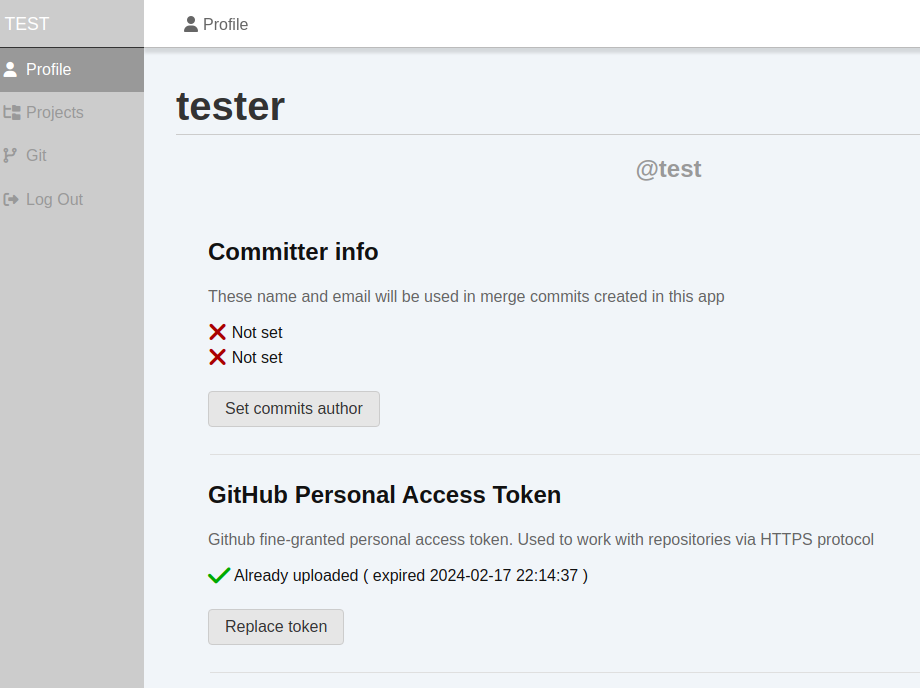 TEST
Profile
Profile
Projects
Git
Log Out
tester
@test
Committer info
These name and email will be used in merge commits created in this app
Not set
Not set
Set commits author
GitHub Personal Access Token
Github fine-granted personal access token. Used to work with repositories via HTTPS protocol
Already uploaded ( expired 2024-02-17 22:14:37 )
Replace token